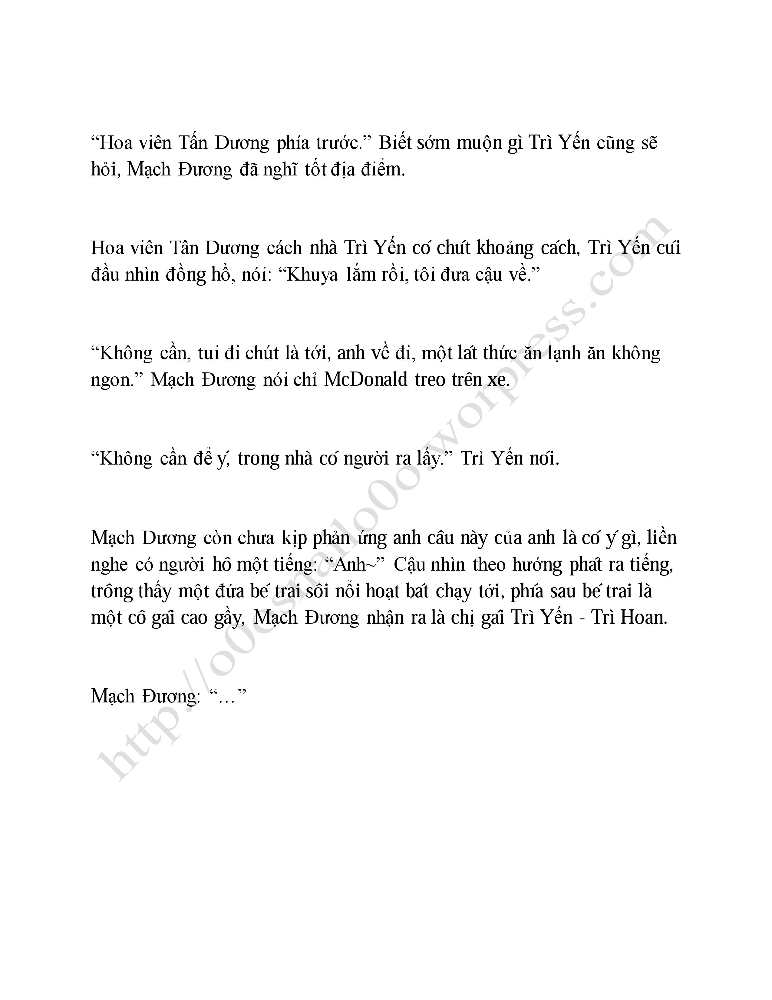 “Hoa viên Tấn Dương phía trước.” Biết sớm muộn gì Trì Yến cũng sẽ
hỏi, Mạch Đương đã nghĩ tốt địa điểm.
Hoa viên Tân Dương cách nhà Trì Yến có chút khoảng cách, Trì Yến cúi
đầu nhìn đồng hồ, nói: “Khuya lắm rồi, tôi đưa cậu về.”
“Không cần, tui đi chút là tới, anh về đi, một lát thức ăn lạnh ăn không
ngon.” Mạch Đương nói chỉ McDonald treo trên xe.
“Không cần để ý, trong nhà có người ra lấy.” Trì Yến nói.
Mạch Đương còn chưa kịp phản ứng anh câu này của anh là có ý gì, liền
nghe có người hô một tiếng: “Anh~” Cậu nhìn theo hướng phát ra tiếng,
trông thấy một đứa bé trai sôi nổi hoạt bát chạy tới, phía sau bé trai là
một cô gái cao gầy, Mạch Đương nhận ra là chị gái Trì Yến - Trì Hoan.
Mạch Đương: “…”
http://o0osnailo0o.worpress.com